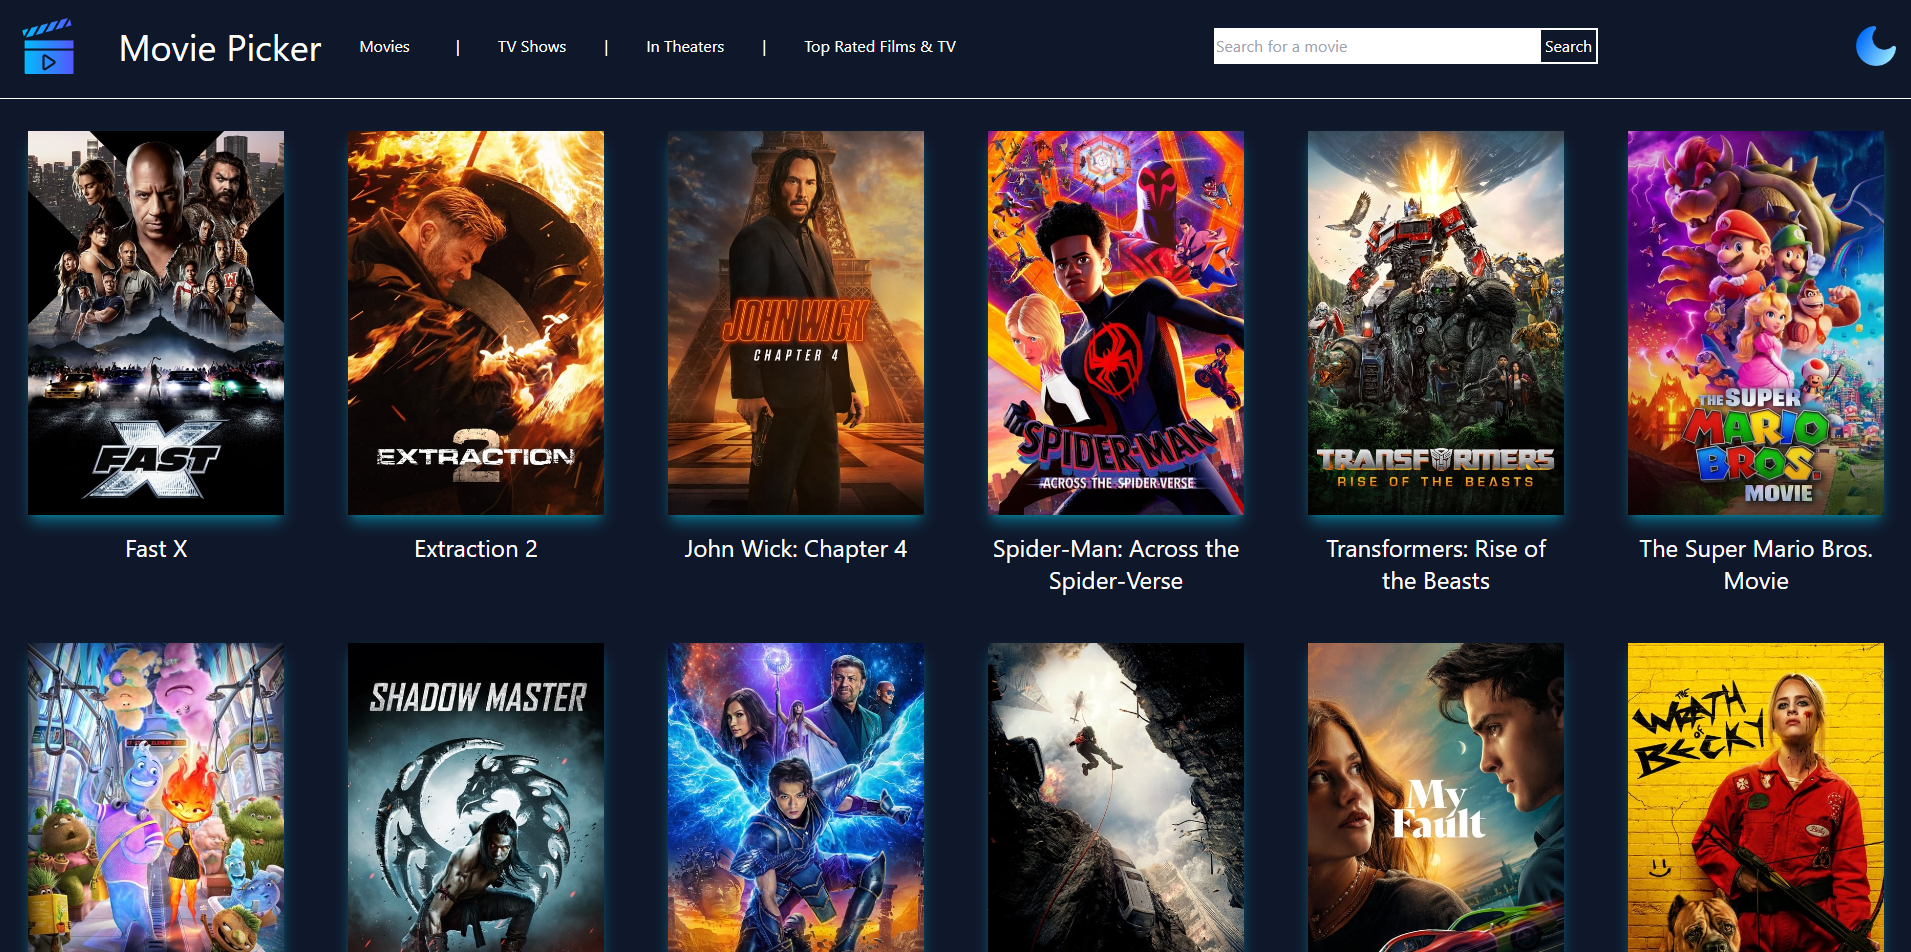 Movie Picker
Movies | TV Shows | In Theaters | Top Rated Films & TV
Search for a movie
Search
FAST X
EXTRACTION 2
JOHN WICK
CHAPTER 4
SPIDER-MAN
ACROSS THE SPIDER-VERSE
TRANSFORMERS
RISE OF THE BEASTS
THE SUPER
MARIO
BROS.
MOVIE
Fast X
Extraction 2
John Wick: Chapter 4
Spider-Man: Across the
Spider-Verse
Transformers: Rise of
the Beasts
The Super Mario Bros.
Movie
SHADOW MASTER
My
Fault
THE
WRATH
OF
BECKY